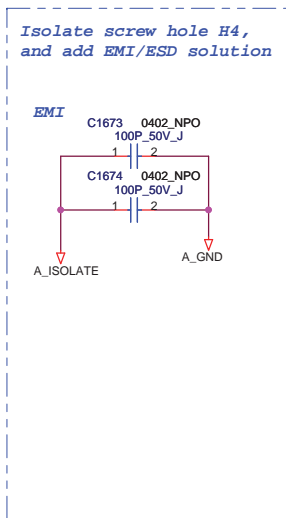 Isolate screw hole H4,
and add EMI/ESD solution
EMI
C1673 0402_NPO
100P_50V_J
1 2
C1674 0402_NPO
100P_50V_J
1 2
A_ISOLATE
A_GND